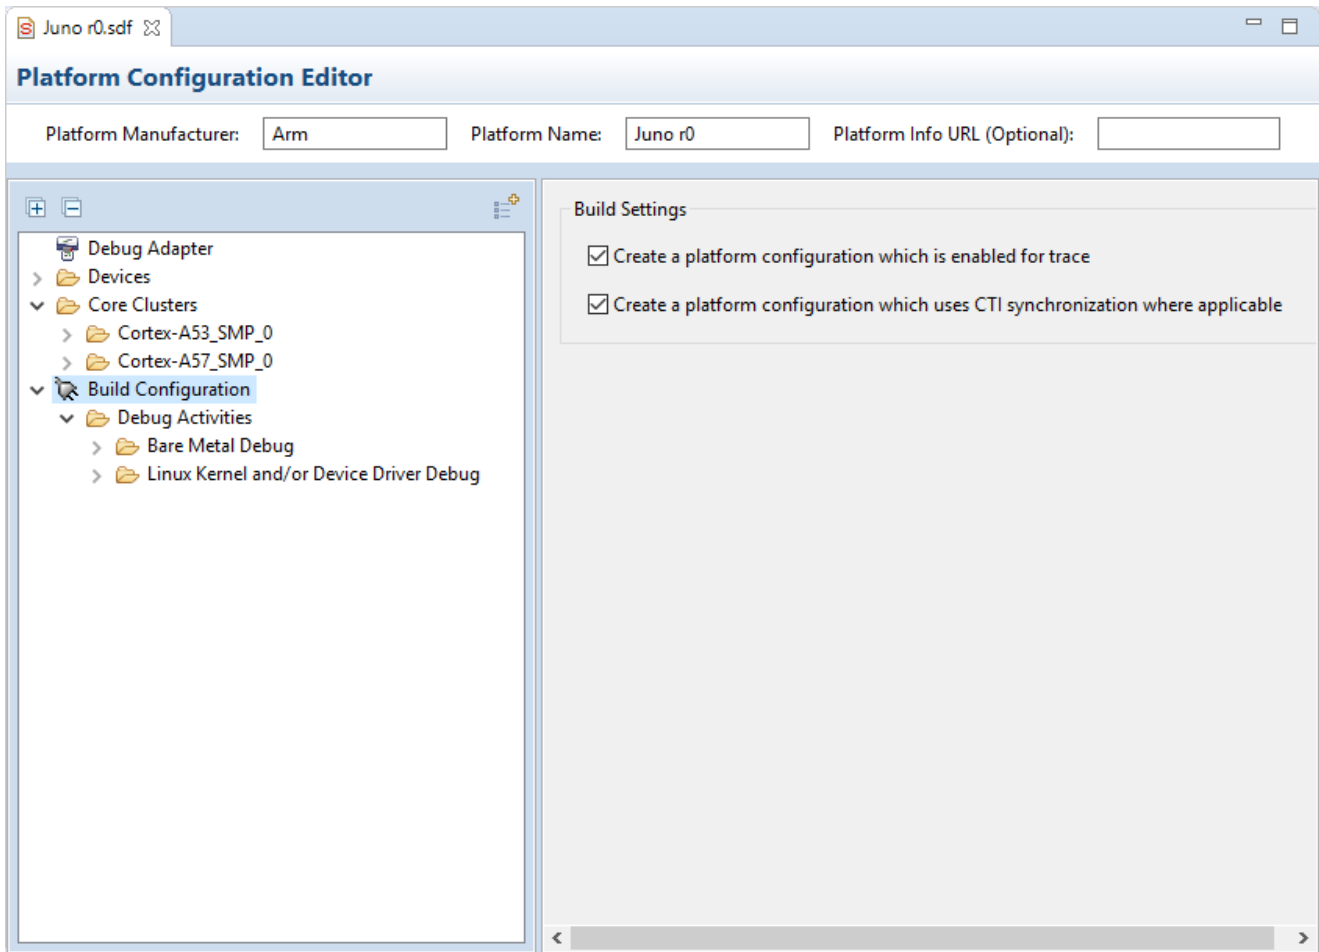 Juno r0.sdf
Platform Configuration Editor
Platform Manufacturer: Arm Platform Name: Juno r0 Platform Info URL (Optional):
Debug Adapter
Devices
Core Clusters
Cortex-A53_SMP_0
Cortex-A57_SMP_0
Build Configuration
Debug Activities
Bare Metal Debug
Linux Kernel and/or Device Driver Debug
Build Settings
Create a platform configuration which is enabled for trace
Create a platform configuration which uses CTI synchronization where applicable